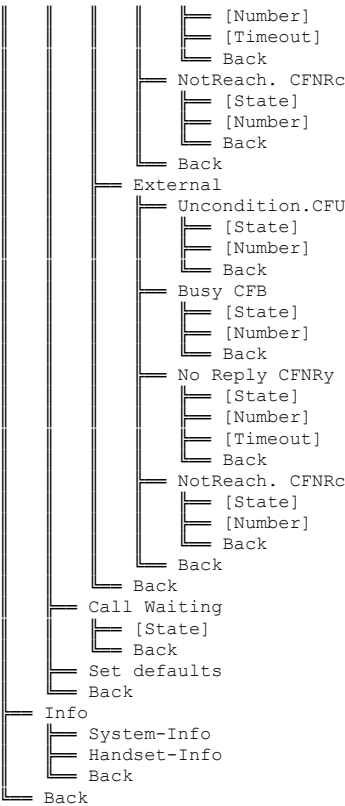 [Number]
[Timeout]
Back
NotReach. CFNRc
[State]
[Number]
Back
Back
External
Uncondition.CFU
[State]
[Number]
Back
Busy CFB
[State]
[Number]
Back
No Reply CFNRy
[State]
[Number]
[Timeout]
Back
NotReach. CFNRc
[State]
[Number]
Back
Back
Back
Call Waiting
[State]
Back
Set defaults
Back
Info
System-Info
Handset-Info
Back
Back